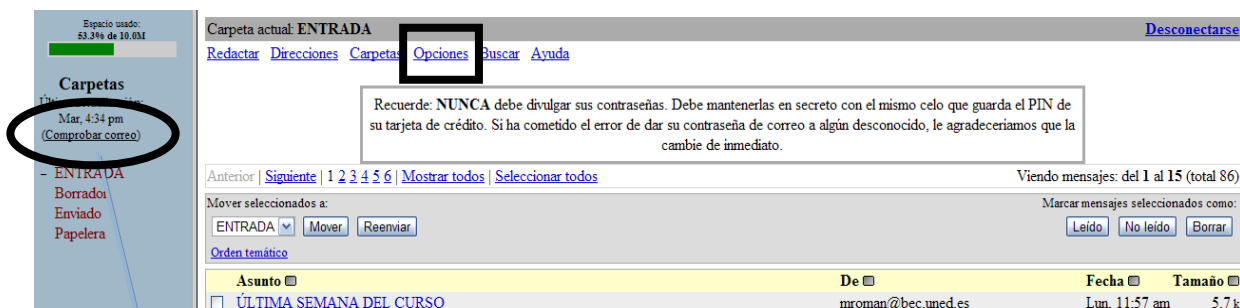 Espacio usado:
53.3% de 10.0M
Carpetas
Mar, 4:34 pm
(Comprobar correo)
- ENTRADA
Borrador
Enviado
Papelera
Carpeta actual: ENTRADA
Desconectarse
Redactar Direcciones Carpetas Opciones Buscar Ayuda
Recuerde: NUNCA debe divulgar sus contraseñas. Debe mantenerlas en secreto con el mismo celo que guarda el PIN de
su tarjeta de crédito. Si ha cometido el error de dar su contraseña de correo a algún desconocido, le agradeceriamos que la
cambie de inmediato.
Anterior | Siguiente | 1 2 3 4 5 6 | Mostrar todos | Seleccionar todos
Viendo mensajes: del 1 al 15 (total 86)
Mover seleccionados a:
Marcar mensajes seleccionados como:
ENTRADA Mover Reenviar
Leído No leído Borrar
Orden temático
Asunto De Fecha Tamaño
ÚLTIMA SEMANA DEL CURSO mroman@bec.uned.es Lun, 11:57 am 5.7 k